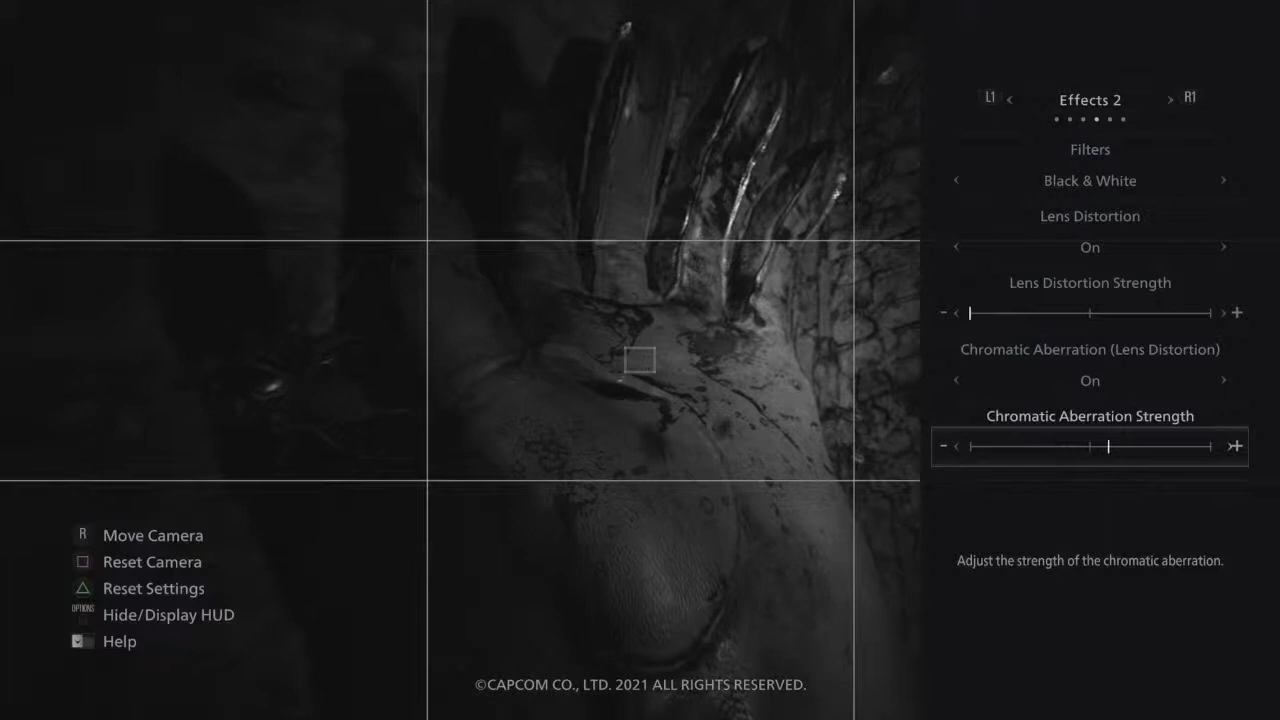 L1 Effects 2 R1
Filters
Black & White
Lens Distortion
On
Lens Distortion Strength
- +
Chromatic Aberration (Lens Distortion)
On
Chromatic Aberration Strength
- +
Adjust the strength of the chromatic aberration.
R Move Camera
Reset Camera
Reset Settings
OPTIONS Hide/Display HUD
Help
©CAPCOM CO., LTD. 2021 ALL RIGHTS RESERVED.